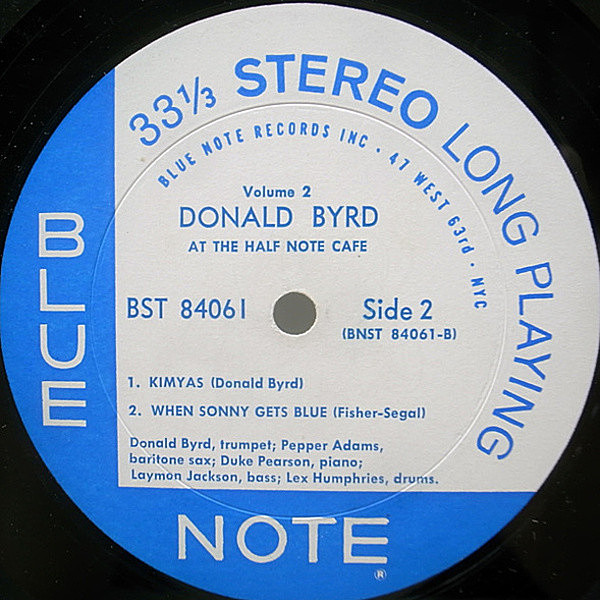 33⅓ STEREO LONG PLAYING
BLUE NOTE RECORDS INC • 47 WEST 63rd • NYC
Volume 2
DONALD BYRD
AT THE HALF NOTE CAFE
BST 84061
Side 2
(BNST 84061-B)
1. KIMYAS (Donald Byrd)
2. WHEN SONNY GETS BLUE (Fisher-Segal)
Donald Byrd, trumpet; Pepper Adams,
baritone sax; Duke Pearson, piano;
Laymon Jackson, bass; Lex Humphries, drums.
BLUE
NOTE
®